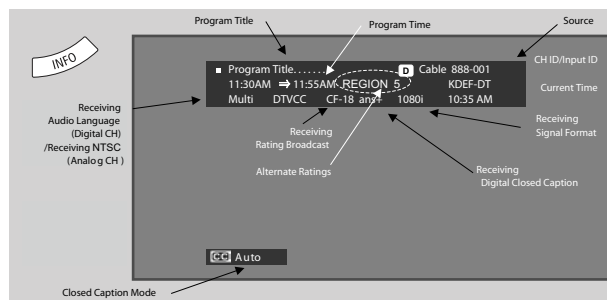 Program Title
Program Time
Source
INFO
Program Title.......
D Cable 888-001
CH ID/Input ID
11:30AM ⇒ 11:55AM REGION 5
KDEF-DT
Current Time
Multi DTVCC CF-18 ans+ 1080i 10:35 AM
Receiving
Audio Language
(Digital CH)
/Receiving NTSC
(Analog CH)
Receiving
Rating Broadcast
Receiving
Signal Format
Alternate Ratings
Receiving
Digital Closed Caption
CC Auto
Closed Caption Mode